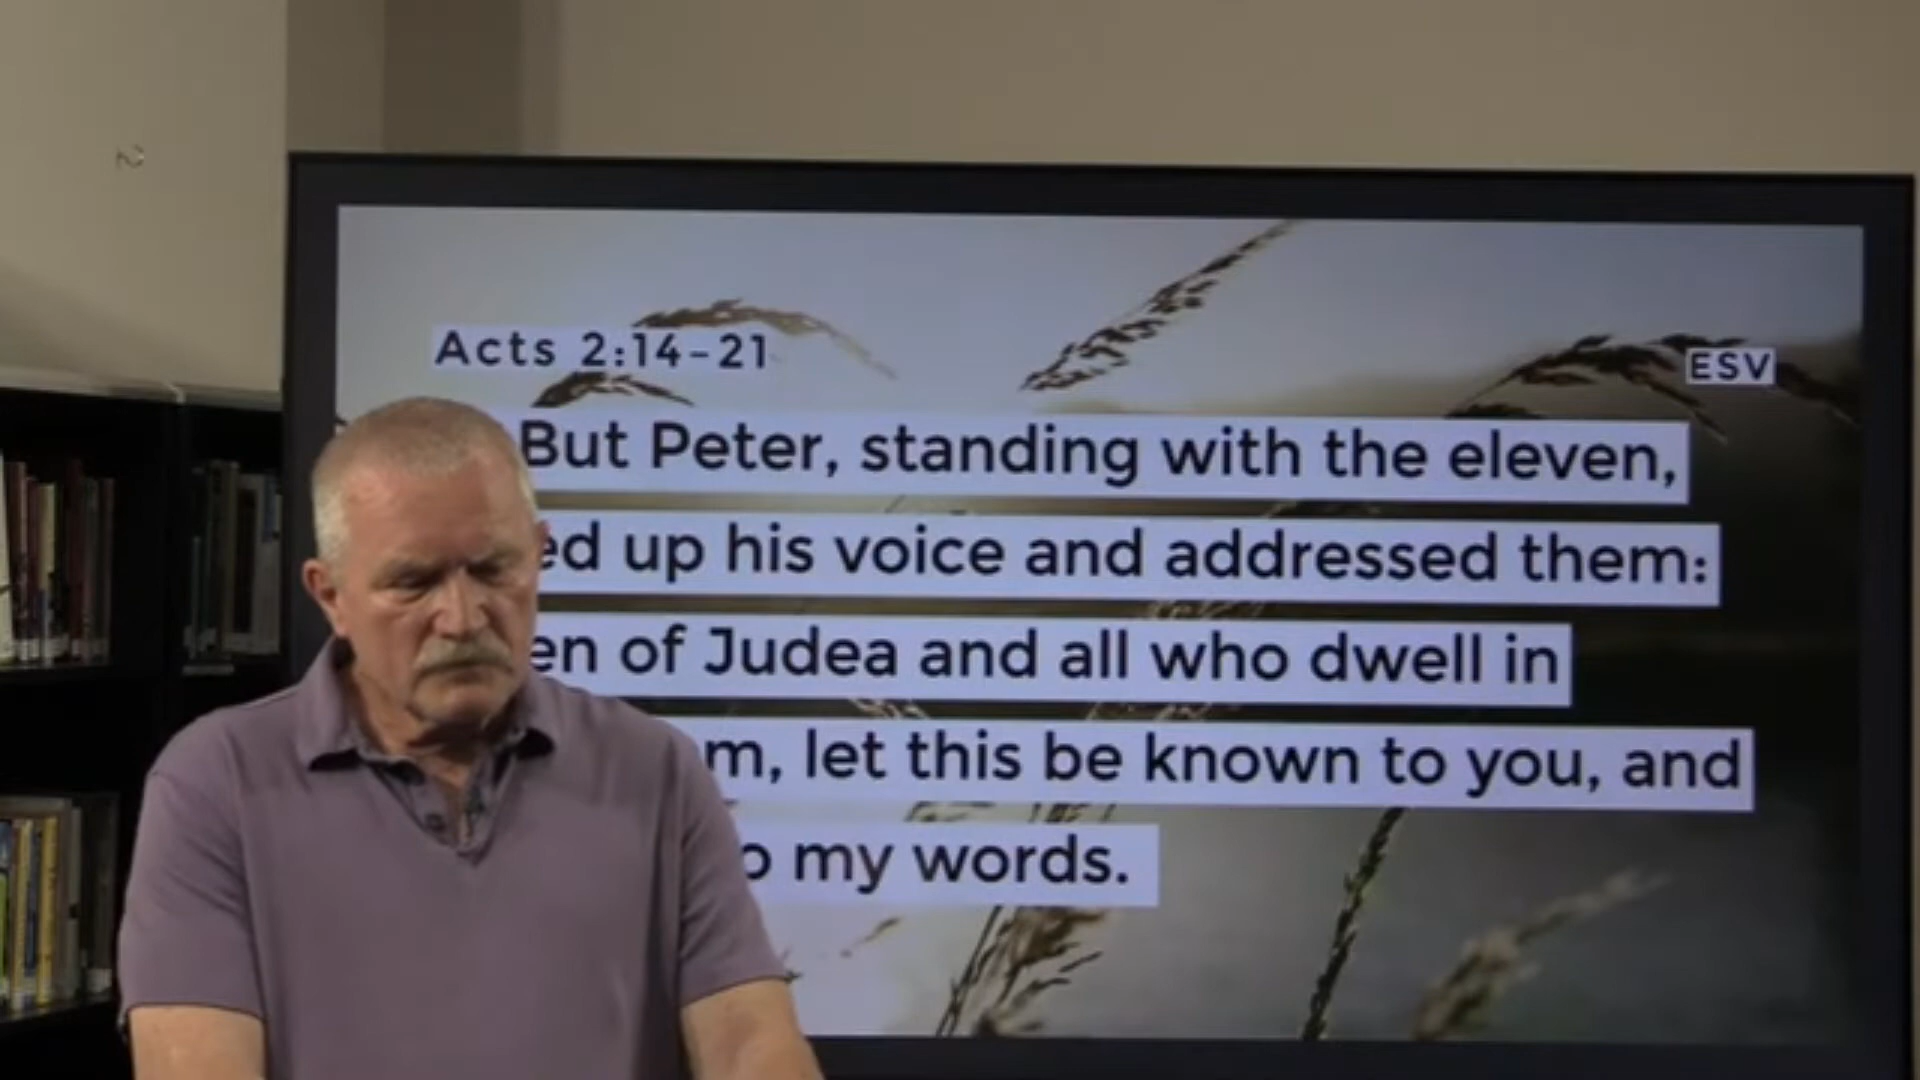 Acts 2:14-21
ESV
But Peter, standing with the eleven,
ed up his voice and addressed them:
en of Judea and all who dwell in
m, let this be known to you, and
o my words.